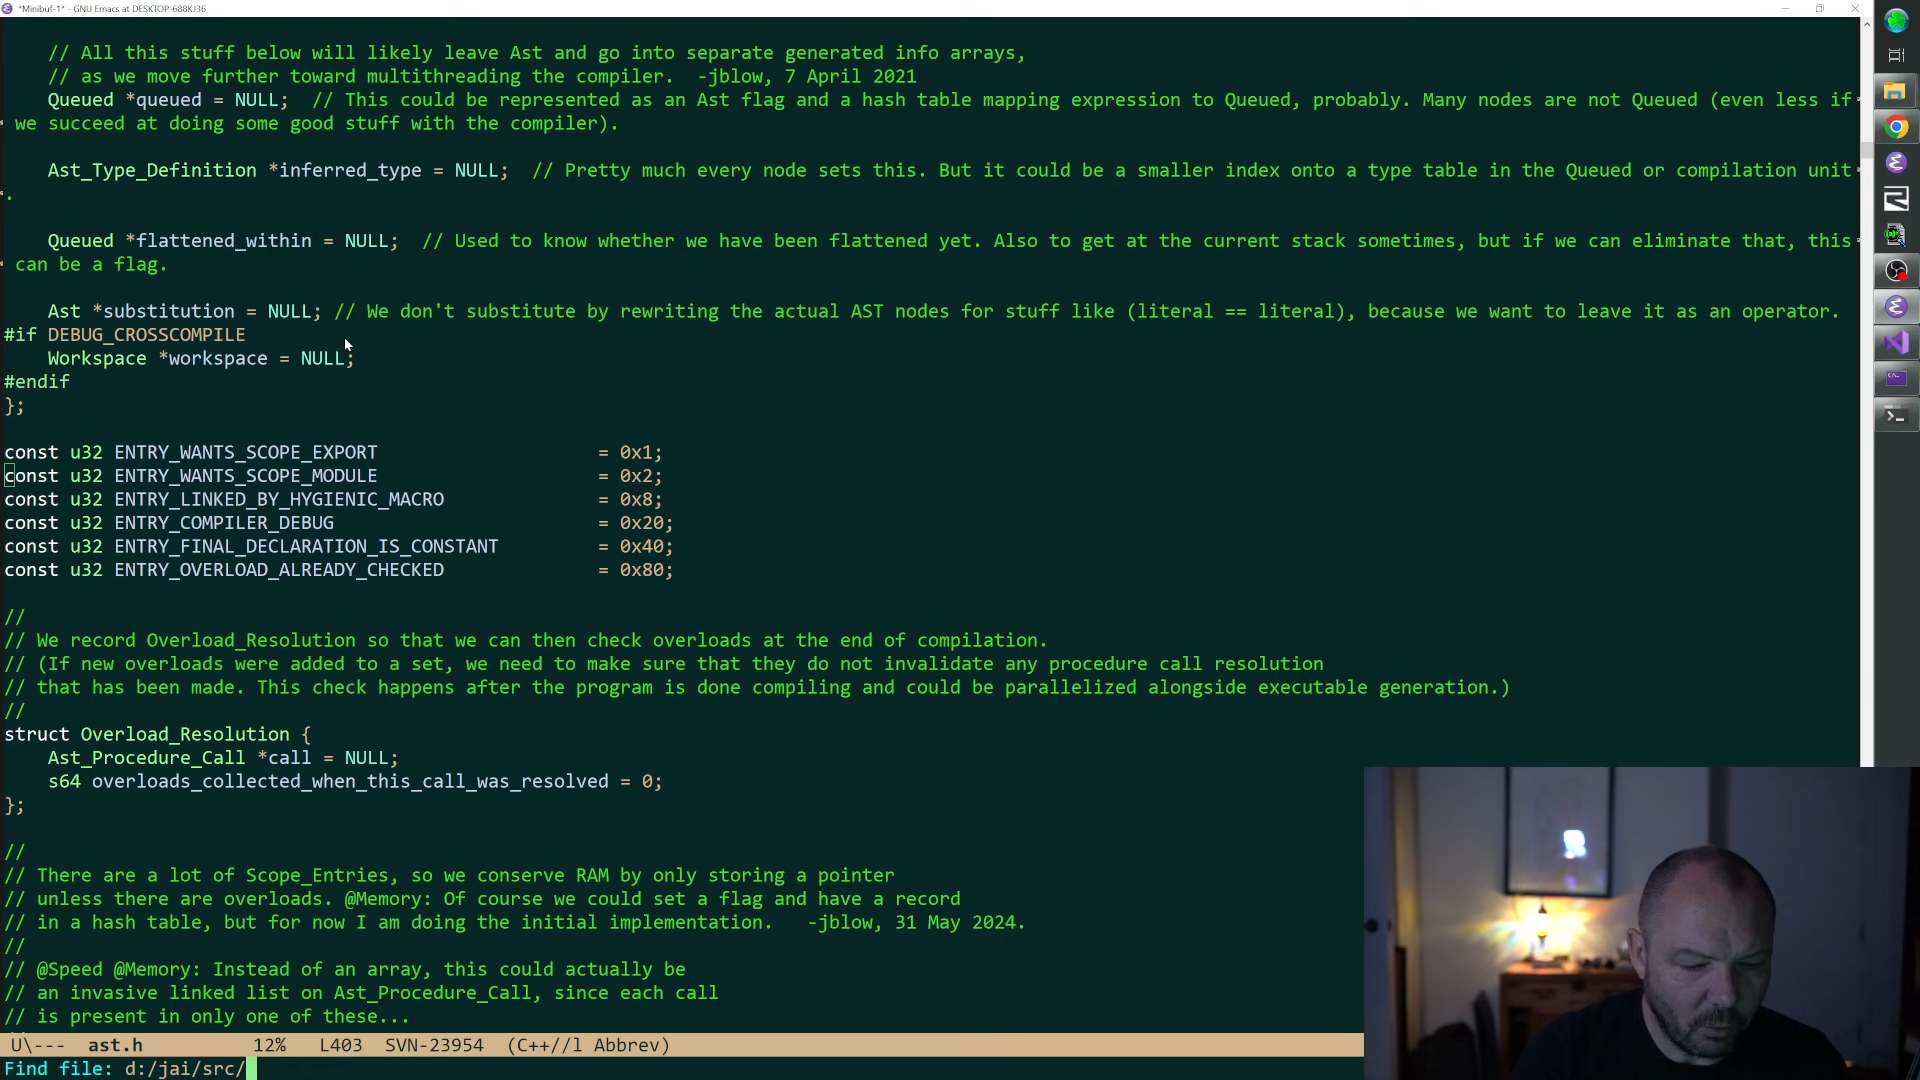 *Minibuf-1* - GNU Emacs at DESKTOP-688KJ36
// All this stuff below will likely leave Ast and go into separate generated info arrays,
// as we move further toward multithreading the compiler.  -jblow, 7 April 2021
Queued *queued = NULL;  // This could be represented as an Ast flag and a hash table mapping expression to Queued, probably. Many nodes are not Queued (even less if
we succeed at doing some good stuff with the compiler).
Ast_Type_Definition *inferred_type = NULL;  // Pretty much every node sets this. But it could be a smaller index onto a type table in the Queued or compilation unit
.
Queued *flattened_within = NULL;  // Used to know whether we have been flattened yet. Also to get at the current stack sometimes, but if we can eliminate that, this
can be a flag.
Ast *substitution = NULL; // We don't substitute by rewriting the actual AST nodes for stuff like (literal == literal), because we want to leave it as an operator.
#if DEBUG_CROSSCOMPILE
Workspace *workspace = NULL;
#endif
};
const u32 ENTRY_WANTS_SCOPE_EXPORT                    = 0x1;
const u32 ENTRY_WANTS_SCOPE_MODULE                    = 0x2;
const u32 ENTRY_LINKED_BY_HYGIENIC_MACRO              = 0x8;
const u32 ENTRY_COMPILER_DEBUG                        = 0x20;
const u32 ENTRY_FINAL_DECLARATION_IS_CONSTANT         = 0x40;
const u32 ENTRY_OVERLOAD_ALREADY_CHECKED              = 0x80;
//
// We record Overload_Resolution so that we can then check overloads at the end of compilation.
// (If new overloads were added to a set, we need to make sure that they do not invalidate any procedure call resolution
// that has been made. This check happens after the program is done compiling and could be parallelized alongside executable generation.)
//
struct Overload_Resolution {
Ast_Procedure_Call *call = NULL;
s64 overloads_collected_when_this_call_was_resolved = 0;
};
//
// There are a lot of Scope_Entries, so we conserve RAM by only storing a pointer
// unless there are overloads. @Memory: Of course we could set a flag and have a record
// in a hash table, but for now I am doing the initial implementation.   -jblow, 31 May 2024.
//
// @Speed @Memory: Instead of an array, this could actually be
// an invasive linked list on Ast_Procedure_Call, since each call
// is present in only one of these...
U\---  ast.h          12%   L403  SVN-23954  (C++//l Abbrev)
Find file: d:/jai/src/